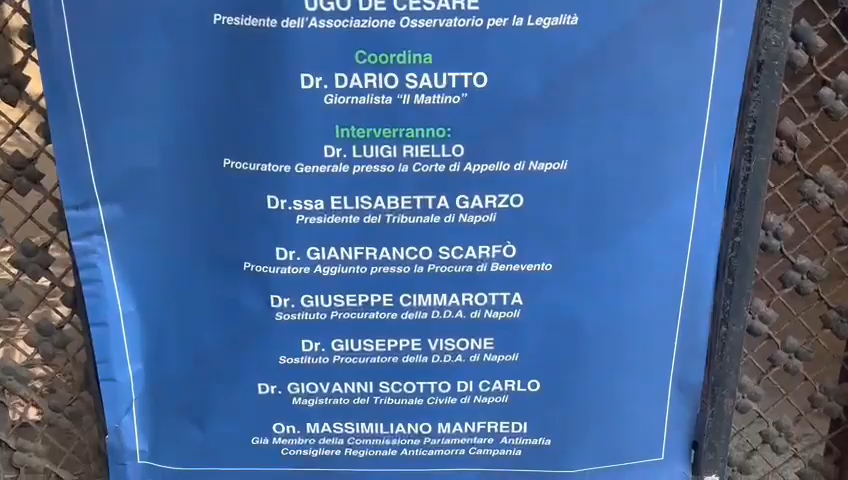 UGO DE CESARE
Presidente dell'Associazione Osservatorio per la Legalità
Coordina
Dr. DARIO SAUTTO
Giornalista "Il Mattino"
Interverranno:
Dr. LUIGI RIELLO
Procuratore Generale presso la Corte di Appello di Napoli
Dr.ssa ELISABETTA GARZO
Presidente del Tribunale di Napoli
Dr. GIANFRANCO SCARFÒ
Procuratore Aggiunto presso la Procura di Benevento
Dr. GIUSEPPE CIMMAROTTA
Sostituto Procuratore della D.D.A. di Napoli
Dr. GIUSEPPE VISONE
Sostituto Procuratore della D.D.A. di Napoli
Dr. GIOVANNI SCOTTO DI CARLO
Magistrato del Tribunale Civile di Napoli
On. MASSIMILIANO MANFREDI
Già Membro della Commissione Parlamentare Antimafia
Consigliere Regionale Anticamorra Campania